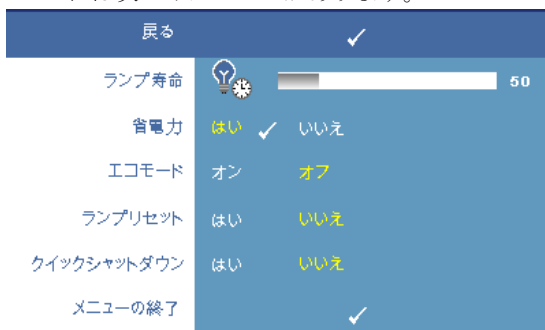 戻る
ランプ寿命 50
省電力 はい いいえ
エコモード オン オフ
ランプリセット はい いいえ
クイックシャットダウン はい いいえ
メニューの終了